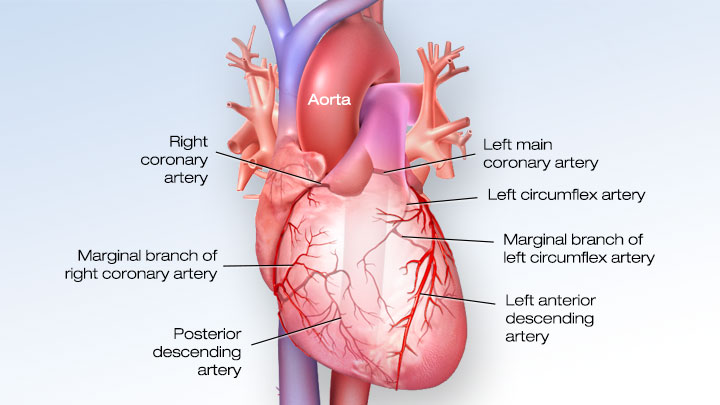 Aorta
Right
coronary
artery
Left main
coronary artery
Left circumflex artery
Marginal branch of
right coronary artery
Marginal branch of
left circumflex artery
Left anterior
descending
artery
Posterior
descending
artery